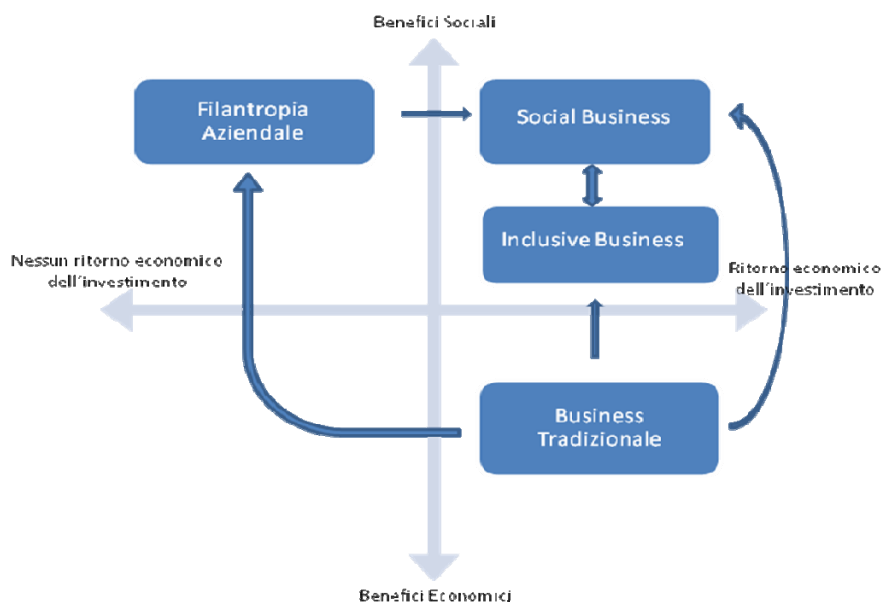 Benefici Sociali
Filantropia
Aziendale
Social Business
Inclusive Business
Nessun ritorno economico
dell'investimento
Ritorno economico
dell'investimento
Business
Tradizionale
Benefici Economici